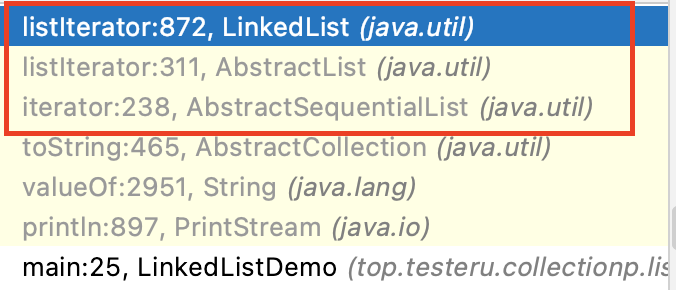 listIterator:872, LinkedList (java.util)
listIterator:311, AbstractList (java.util)
iterator:238, AbstractSequentialList (java.util)
toString:465, AbstractCollection (java.util)
valueOf:2951, String (java.lang)
println:897, PrintStream (java.io)
main:25, LinkedListDemo (top.testeru.collectionp.lis